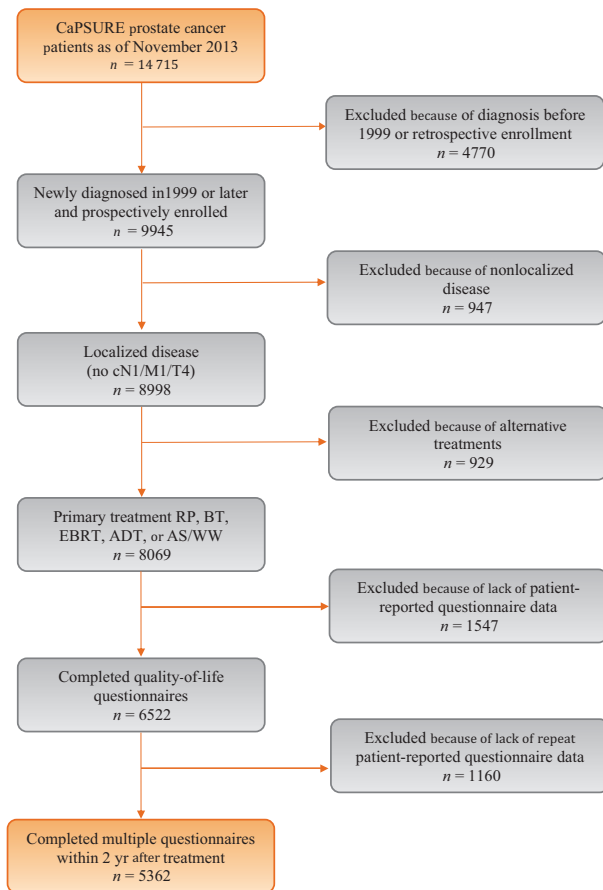 CaPSURE prostate cancer
patients as of November 2013
n = 14 715
Excluded because of diagnosis before
1999 or retrospective enrollment
n = 4770
Newly diagnosed in1999 or later
and prospectively enrolled
n = 9945
Excluded because of nonlocalized
disease
n = 947
Localized disease
(no cN1/M1/T4)
n = 8998
Excluded because of alternative
treatments
n = 929
Primary treatment RP, BT,
EBRT, ADT, or AS/WW
n = 8069
Excluded because of lack of patient-
reported questionnaire data
n = 1547
Completed quality-of-life
questionnaires
n = 6522
Excluded because of lack of repeat
patient-reported questionnaire data
n = 1160
Completed multiple questionnaires
within 2 yr after treatment
n = 5362